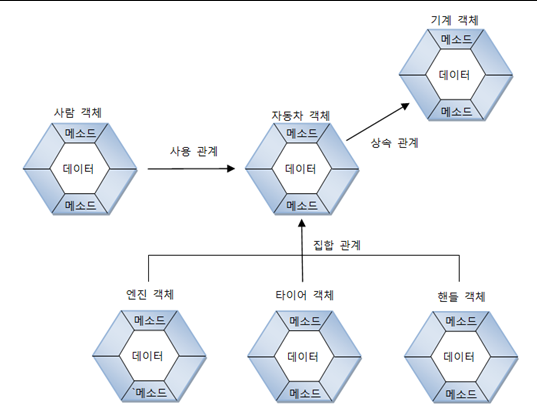 기계 객체
메소드
데이터
메소드
사람 객체
메소드
데이터
메소드
사용 관계
자동차 객체
메소드
데이터
메소드
상속 관계
집합 관계
엔진 객체
메소드
데이터
`메소드
타이어 객체
메소드
데이터
메소드
핸들 객체
메소드
데이터
메소드